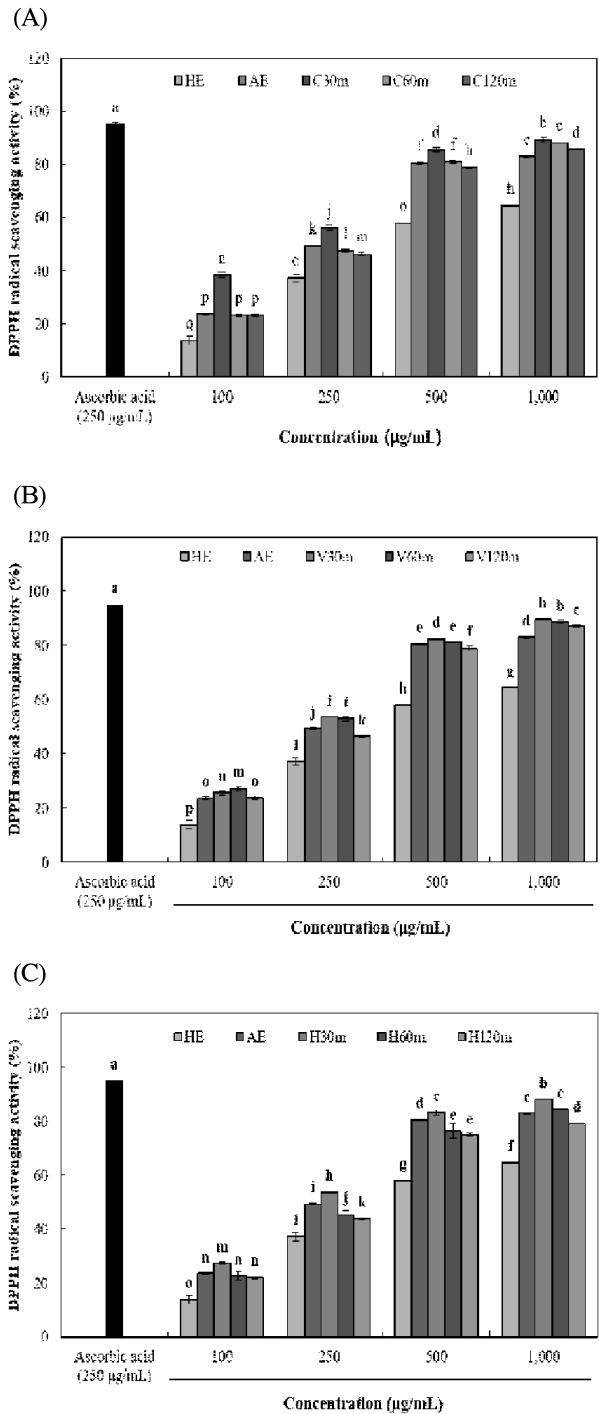 (A)
DPPH radical scavenging activity (%)
120
100
80
60
40
20
0
HE AE C30m C60m C120m
a
q p n p p
k j l m
o f d f h
h c b c d
Ascorbic acid
(250 μg/mL)
100 250 500 1,000
Concentration (μg/mL)
(B)
DPPH radical scavenging activity (%)
120
100
80
60
40
20
0
HE AE V30m V60m V120m
a
p o n m o
l j i i k
h e d e f
g d b c
Ascorbic acid
(250 μg/mL)
100 250 500 1,000
Concentration (μg/mL)
(C)
DPPH radical scavenging activity (%)
120
100
80
60
40
20
0
HE AE H30m H60m H120m
a
o n m n n
i h j k
g d c e e
f c b c d
Ascorbic acid
(250 μg/mL)
100 250 500 1,000
Concentration (μg/mL)